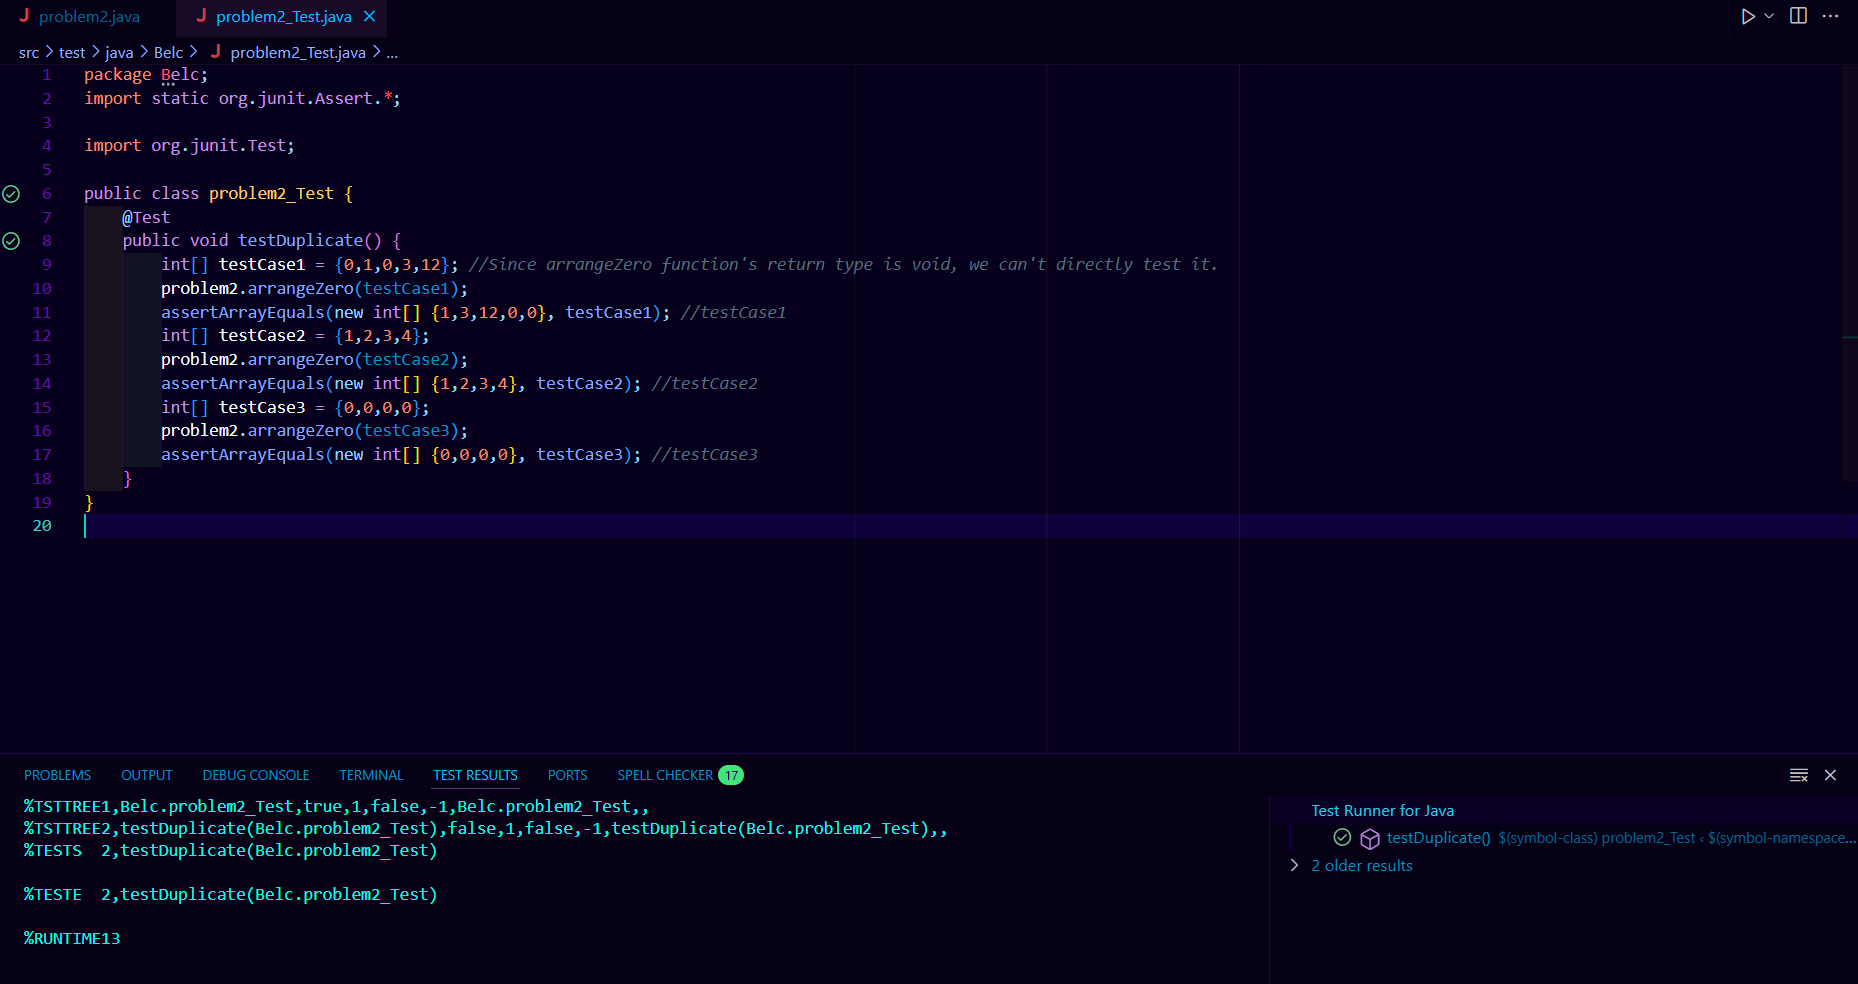 J problem2.java J problem2_Test.java ×
src > test > java > Belc > J problem2_Test.java > ...
1 package Belc;
2 import static org.junit.Assert.*;
3
4 import org.junit.Test;
5
6 public class problem2_Test {
7 @Test
8 public void testDuplicate() {
9 int[] testCase1 = {0,1,0,3,12}; //Since arrangeZero function's return type is void, we can't directly test it.
10 problem2.arrangeZero(testCase1);
11 assertArrayEquals(new int[] {1,3,12,0,0}, testCase1); //testCase1
12 int[] testCase2 = {1,2,3,4};
13 problem2.arrangeZero(testCase2);
14 assertArrayEquals(new int[] {1,2,3,4}, testCase2); //testCase2
15 int[] testCase3 = {0,0,0,0};
16 problem2.arrangeZero(testCase3);
17 assertArrayEquals(new int[] {0,0,0,0}, testCase3); //testCase3
18 }
19 }
20
PROBLEMS OUTPUT DEBUG CONSOLE TERMINAL TEST RESULTS PORTS SPELL CHECKER 17
%TSTTREE1,Belc.problem2_Test,true,1,false,-1,Belc.problem2_Test,,
%TSTTREE2,testDuplicate(Belc.problem2_Test),false,1,false,-1,testDuplicate(Belc.problem2_Test),,
%TESTS 2,testDuplicate(Belc.problem2_Test)
%TESTE 2,testDuplicate(Belc.problem2_Test)
%RUNTIME13
Test Runner for Java
testDuplicate() $(symbol-class) problem2_Test ‹ $(symbol-namespace...
2 older results